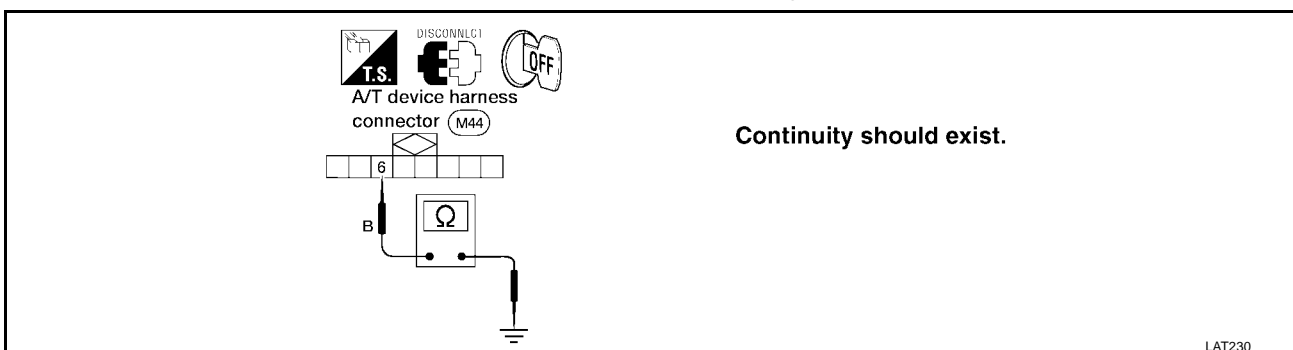 DISCONNECT
T.S.
OFF
A/T device harness
connector M44
Continuity should exist.
6
Ω
B
LAT230